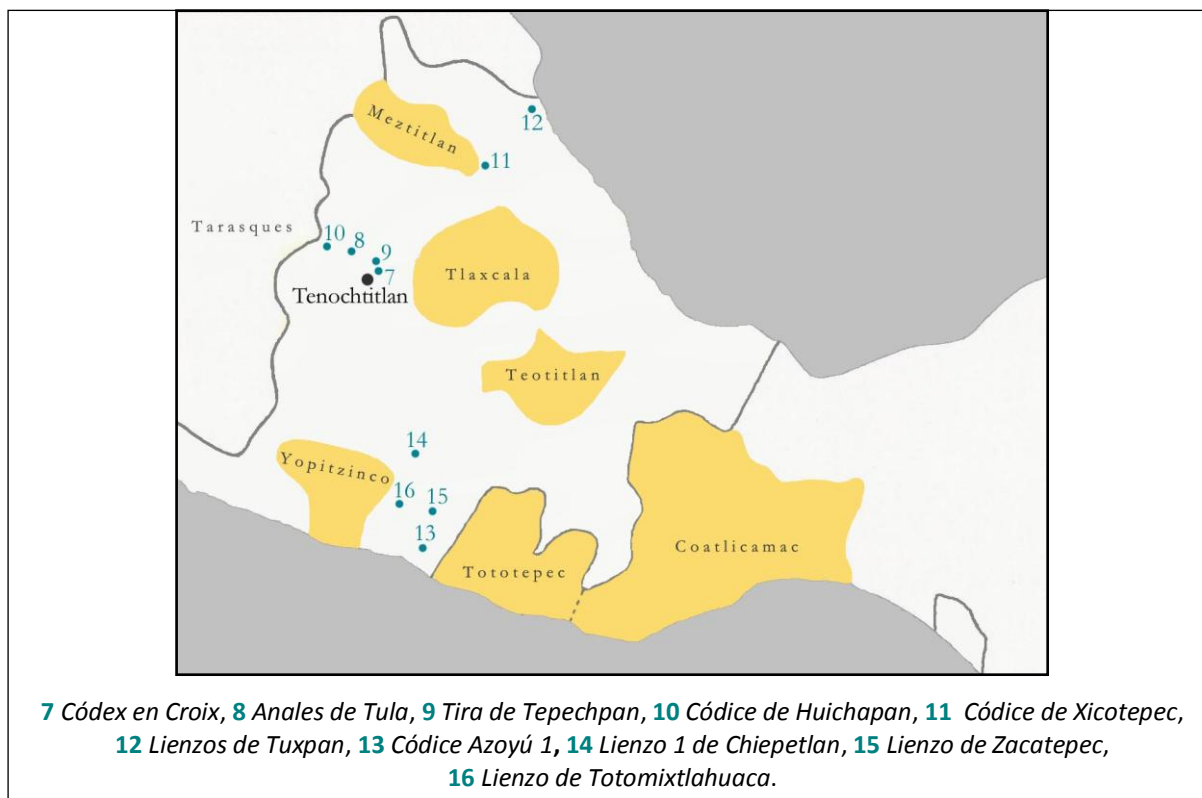 Meztitlan
12
11
Tarasques
10
8
9
7
Tlaxcala
Tenochtitlan
Teotitlan
14
Yopitzinco
16
15
13
Coatlicamac
Tototepec
7 Códex en Croix, 8 Anales de Tula, 9 Tira de Tepechpan, 10 Códice de Huichapan, 11 Códice de Xicotepec,
12 Lienzos de Tuxpan, 13 Códice Azoyú 1, 14 Lienzo 1 de Chiepetlan, 15 Lienzo de Zacatepec,
16 Lienzo de Totomixtlahuaca.